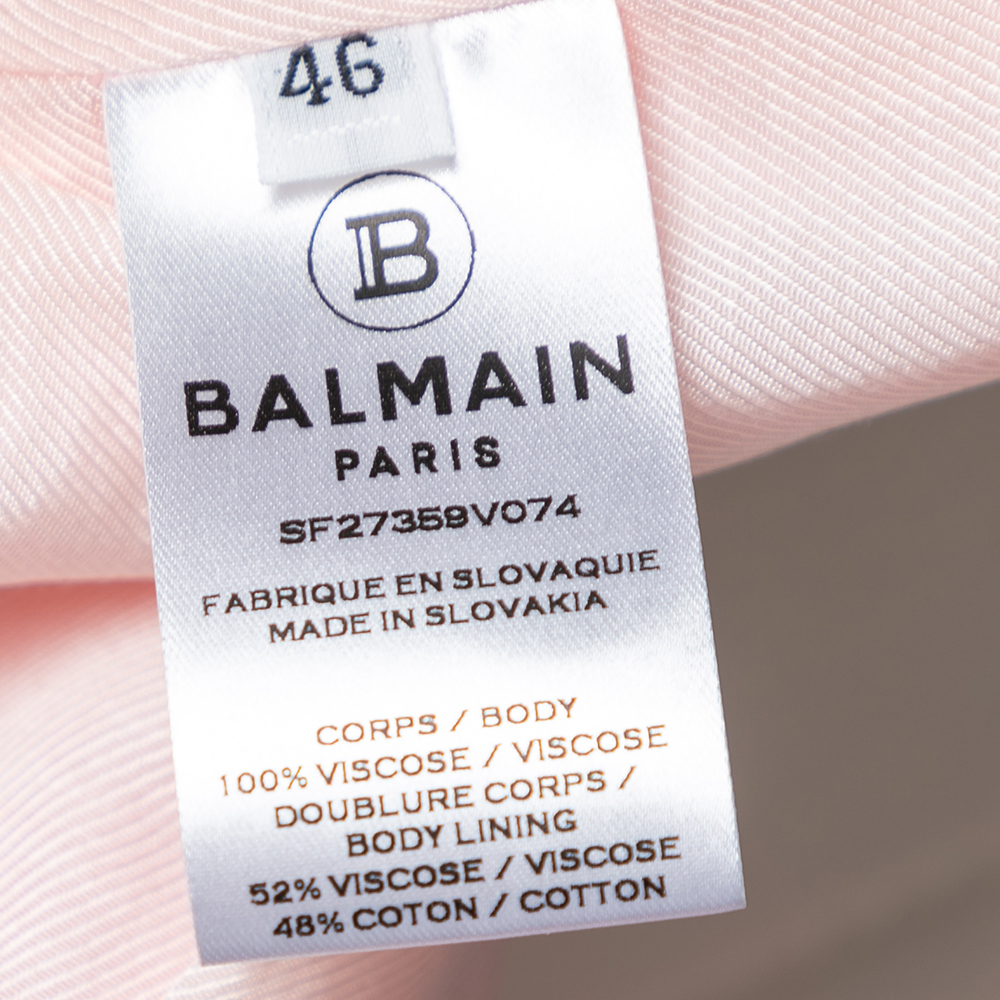 46
B
BALMAIN
PARIS
SF27359V074
FABRIQUE EN SLOVAQUIE
MADE IN SLOVAKIA
CORPS / BODY
100% VISCOSE / VISCOSE
DOUBLURE CORPS /
BODY LINING
52% VISCOSE / VISCOSE
48% COTON / COTTON